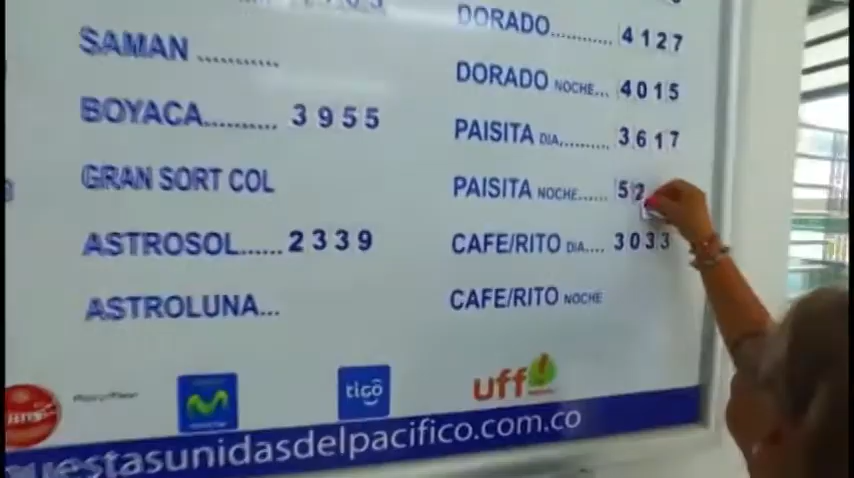 SAMAN ...........
BOYACA.......... 3955
GRAN SORT COL
ASTROSOL......2339
ASTROLUNA...
DORADO........... 4127
DORADO NOCHE... 4015
PAISITA DIA.......... 3617
PAISITA NOCHE...... 52
CAFE/RITO DIA.... 3033
CAFE/RITO NOCHE
tigo
uff!
uestasunidasdelpacifico.com.co